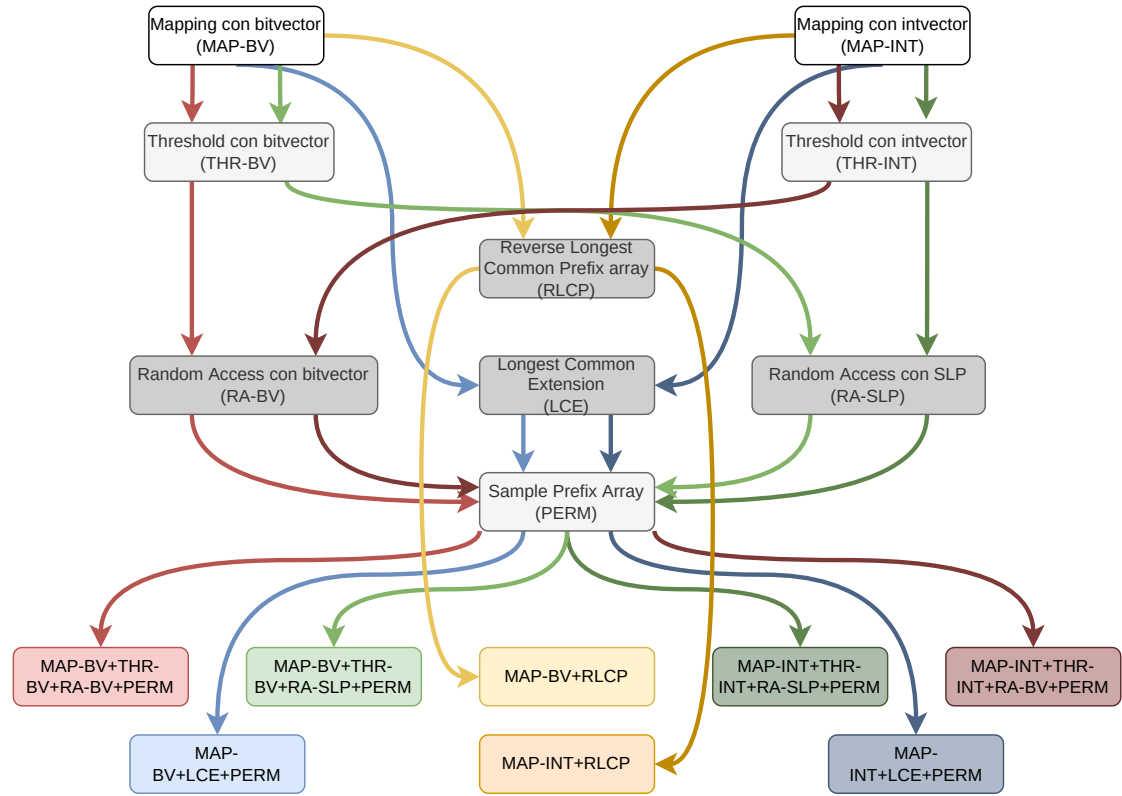 Mapping con bitvector
(MAP-BV)
Mapping con intvector
(MAP-INT)
Threshold con bitvector
(THR-BV)
Threshold con intvector
(THR-INT)
Reverse Longest
Common Prefix array
(RLCP)
Random Access con bitvector
(RA-BV)
Longest Common
Extension
(LCE)
Random Access con SLP
(RA-SLP)
Sample Prefix Array
(PERM)
MAP-BV+THR-
BV+RA-BV+PERM
MAP-BV+THR-
BV+RA-SLP+PERM
MAP-BV+RLCP
MAP-INT+THR-
INT+RA-SLP+PERM
MAP-INT+THR-
INT+RA-BV+PERM
MAP-
BV+LCE+PERM
MAP-INT+RLCP
MAP-
INT+LCE+PERM